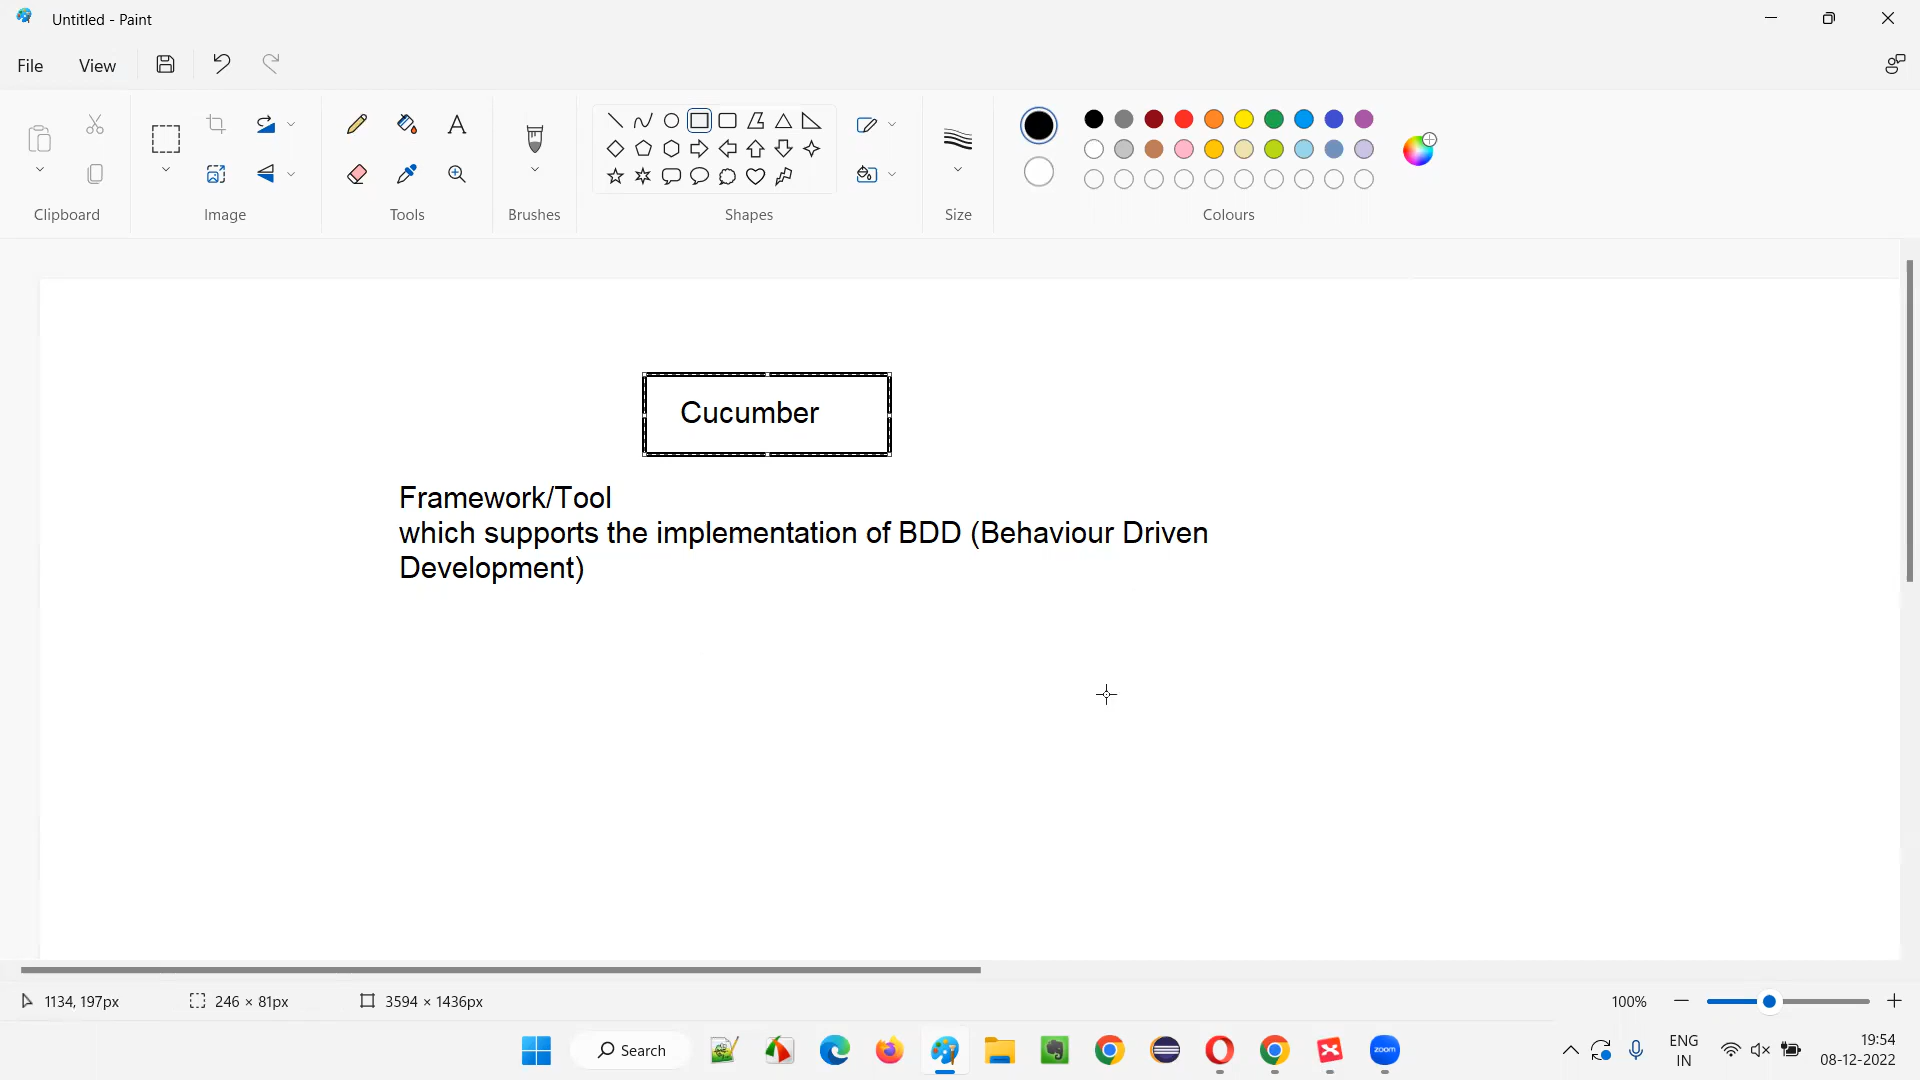 Untitled - Paint
File
View
Clipboard
Image
Tools
Brushes
Shapes
Size
Colours
Cucumber
Framework/Tool
which supports the implementation of BDD (Behaviour Driven
Development)
1134, 197px
246 × 81px
3594 × 1436px
100%
Search
zoom
ENG
IN
19:54
08-12-2022